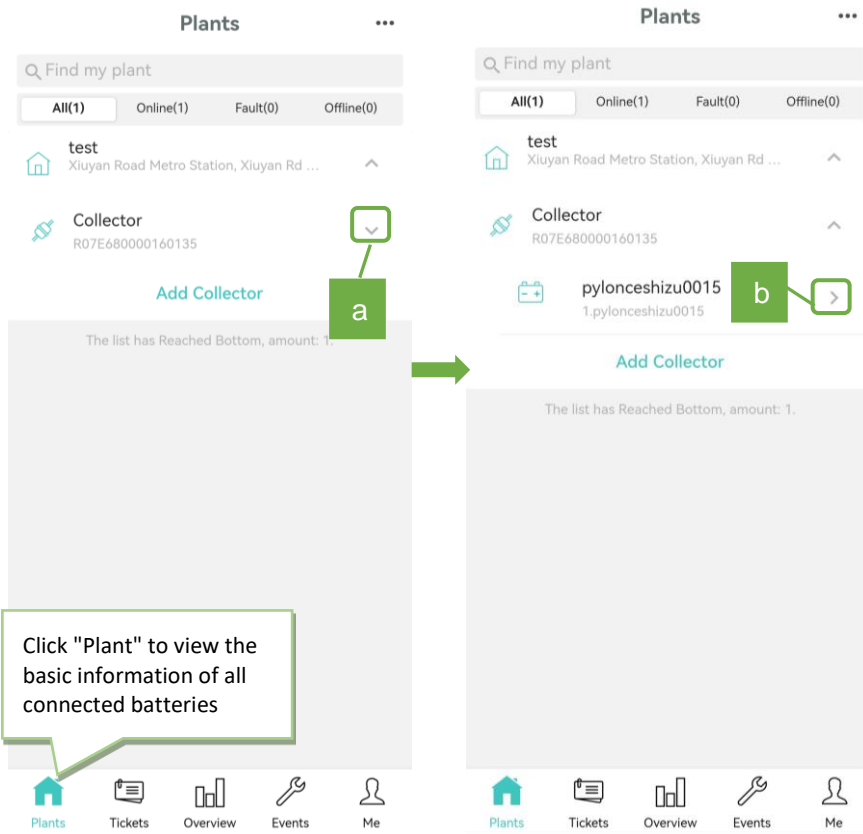 Plants
•••
Find my plant
All(1) Online(1) Fault(0) Offline(0)
test
Xiuyan Road Metro Station, Xiuyan Rd ...
Collector
R07E680000160135
Add Collector
a
The list has Reached Bottom, amount: 1.
Click "Plant" to view the
basic information of all
connected batteries
Plants Tickets Overview Events Me
Plants
•••
Find my plant
All(1) Online(1) Fault(0) Offline(0)
test
Xiuyan Road Metro Station, Xiuyan Rd ...
Collector
R07E680000160135
pylonceshizu0015
1.pylonceshizu0015
b
Add Collector
The list has Reached Bottom, amount: 1.
Plants Tickets Overview Events Me